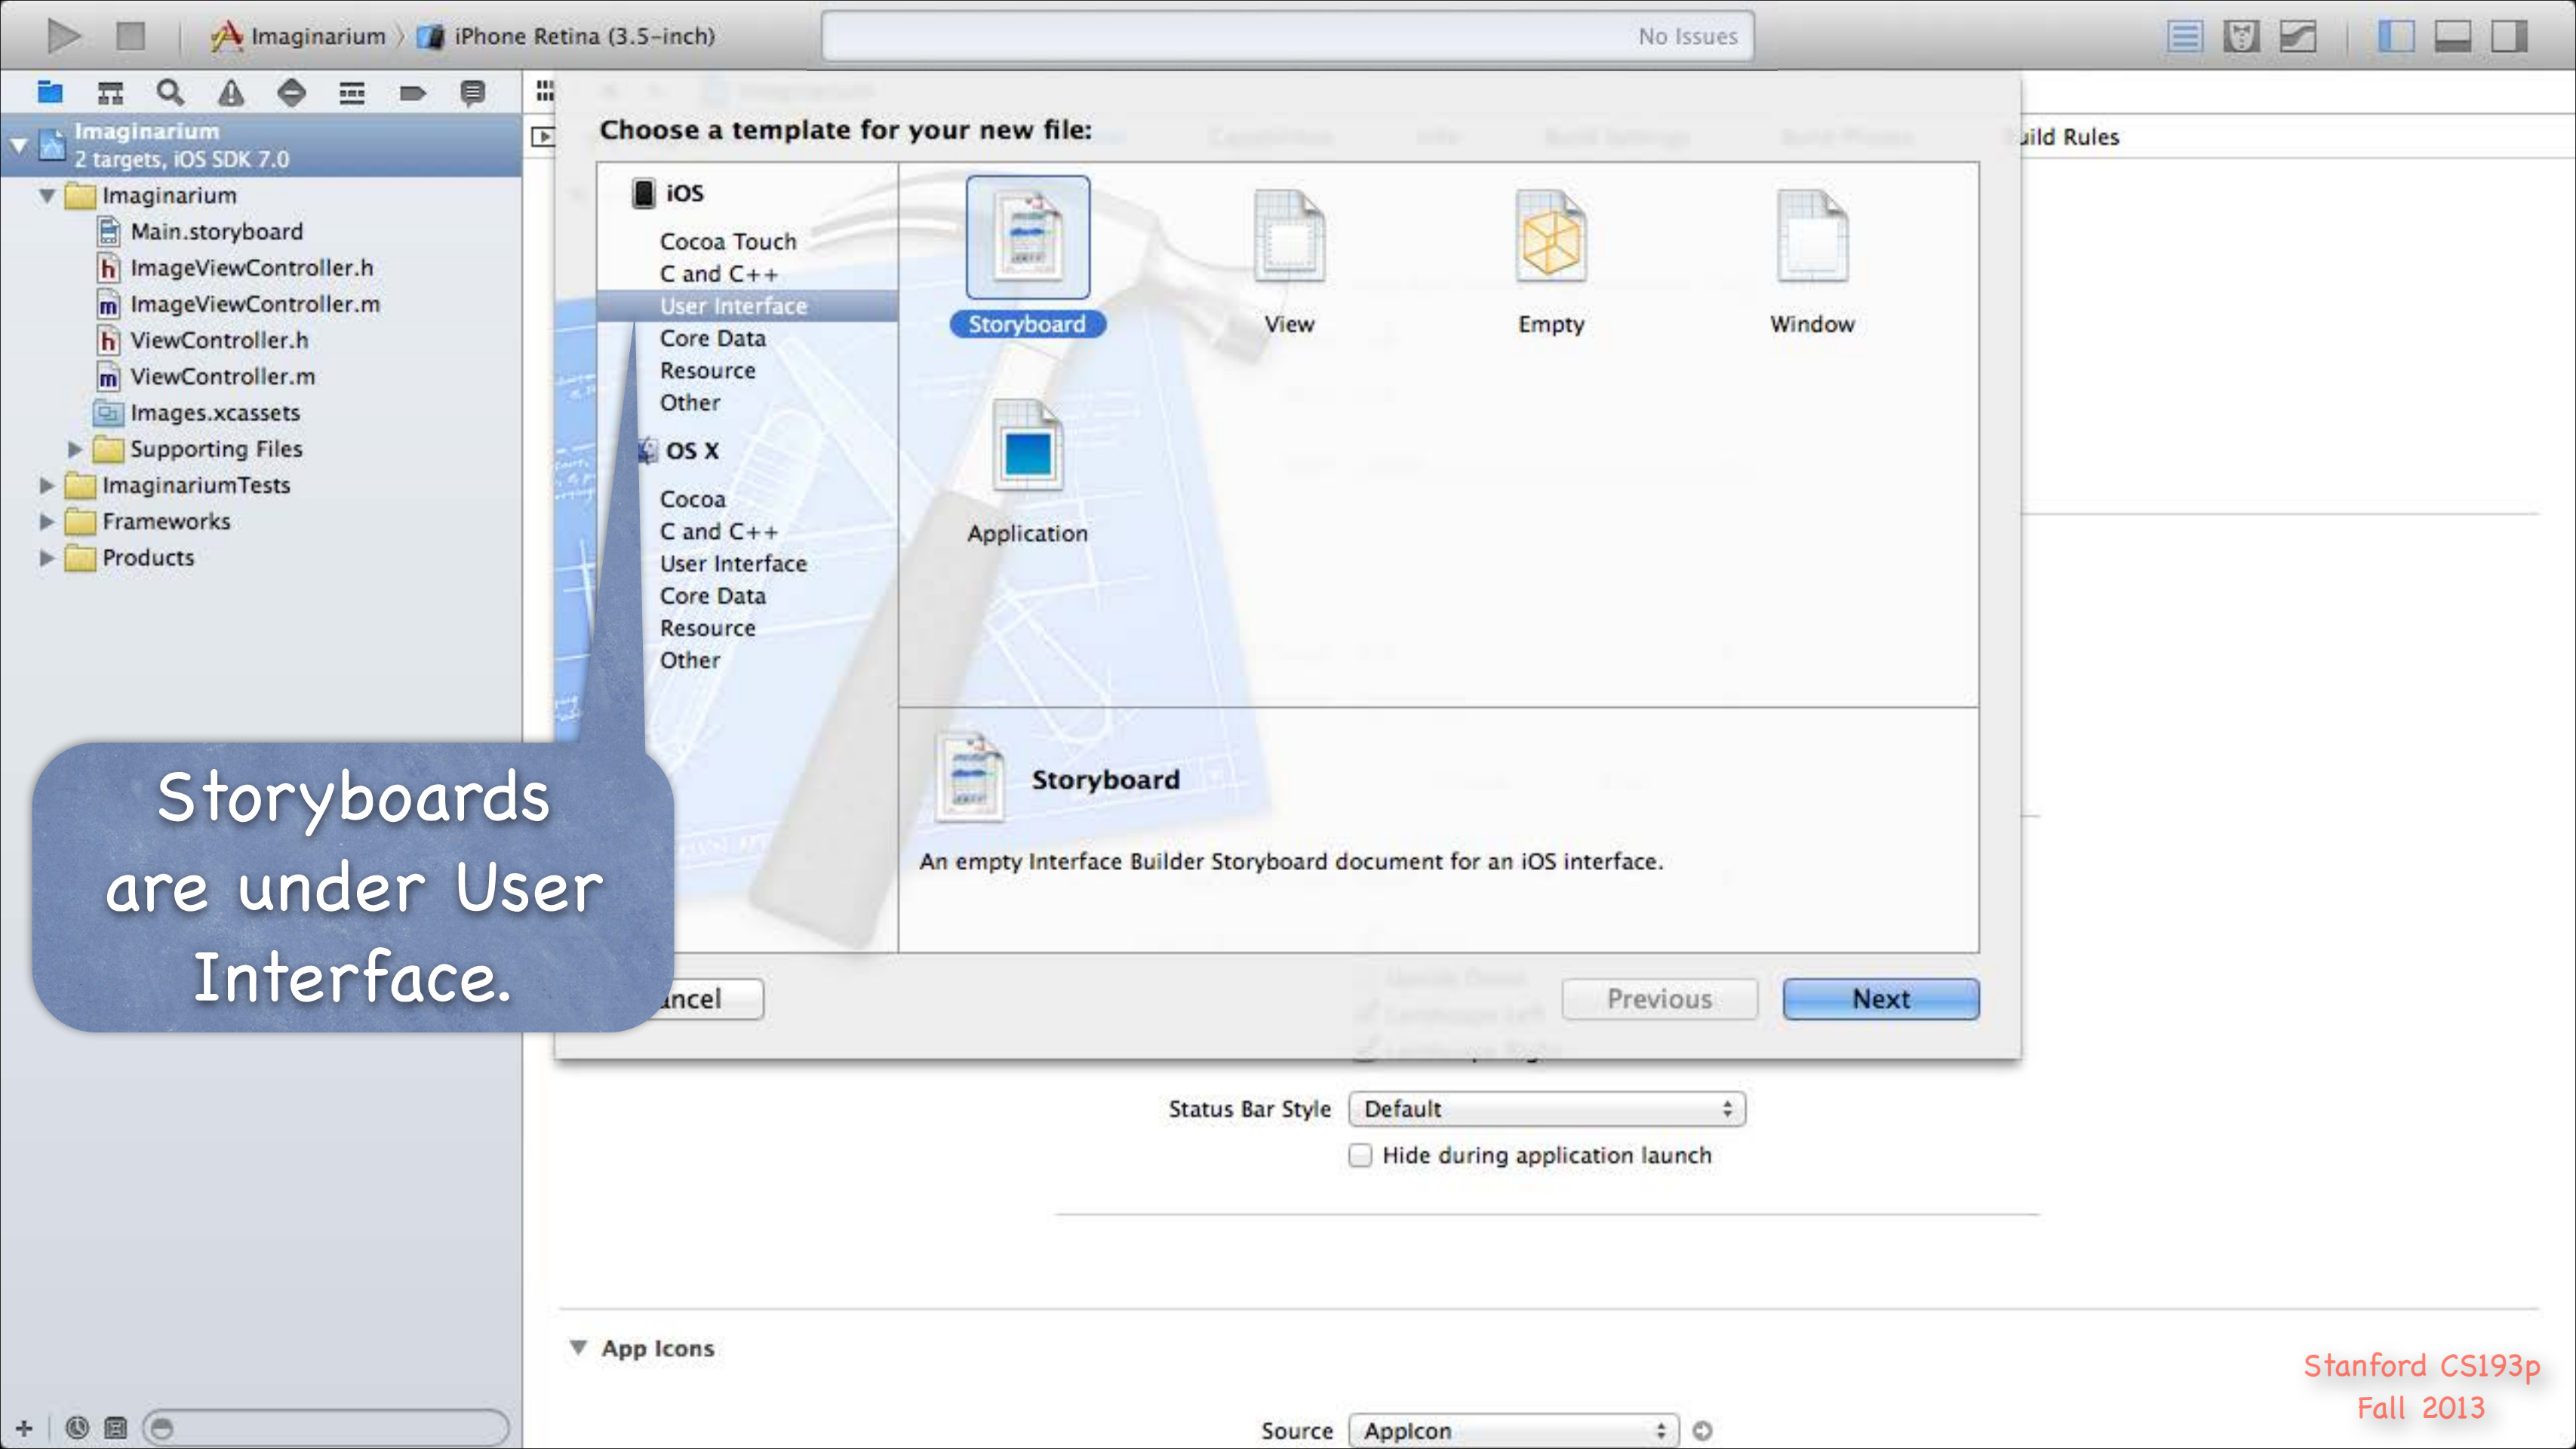 Imaginarium
iPhone Retina (3.5-inch)
No Issues
Imaginarium
2 targets, iOS SDK 7.0
Imaginarium
Main.storyboard
ImageViewController.h
ImageViewController.m
ViewController.h
ViewController.m
Images.xcassets
Supporting Files
ImaginariumTests
Frameworks
Products
Choose a template for your new file:
iOS
Cocoa Touch
C and C++
User Interface
Core Data
Resource
Other
OS X
Cocoa
C and C++
User Interface
Core Data
Resource
Other
Storyboard
View
Empty
Window
Application
Storyboard
An empty Interface Builder Storyboard document for an iOS interface.
Previous
Next
Rules
Storyboards
are under User
Interface.
Status Bar Style
Default
Hide during application launch
App Icons
Source
AppIcon
Stanford CS193p
Fall 2013